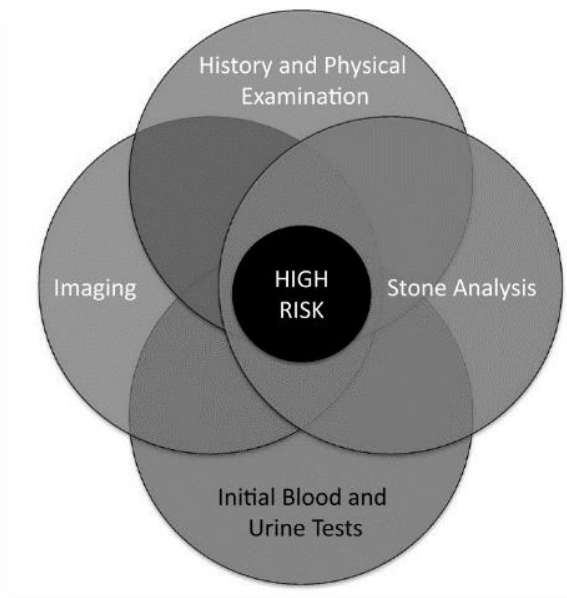 History and Physical
Examination
Imaging
HIGH
RISK
Stone Analysis
Initial Blood and
Urine Tests